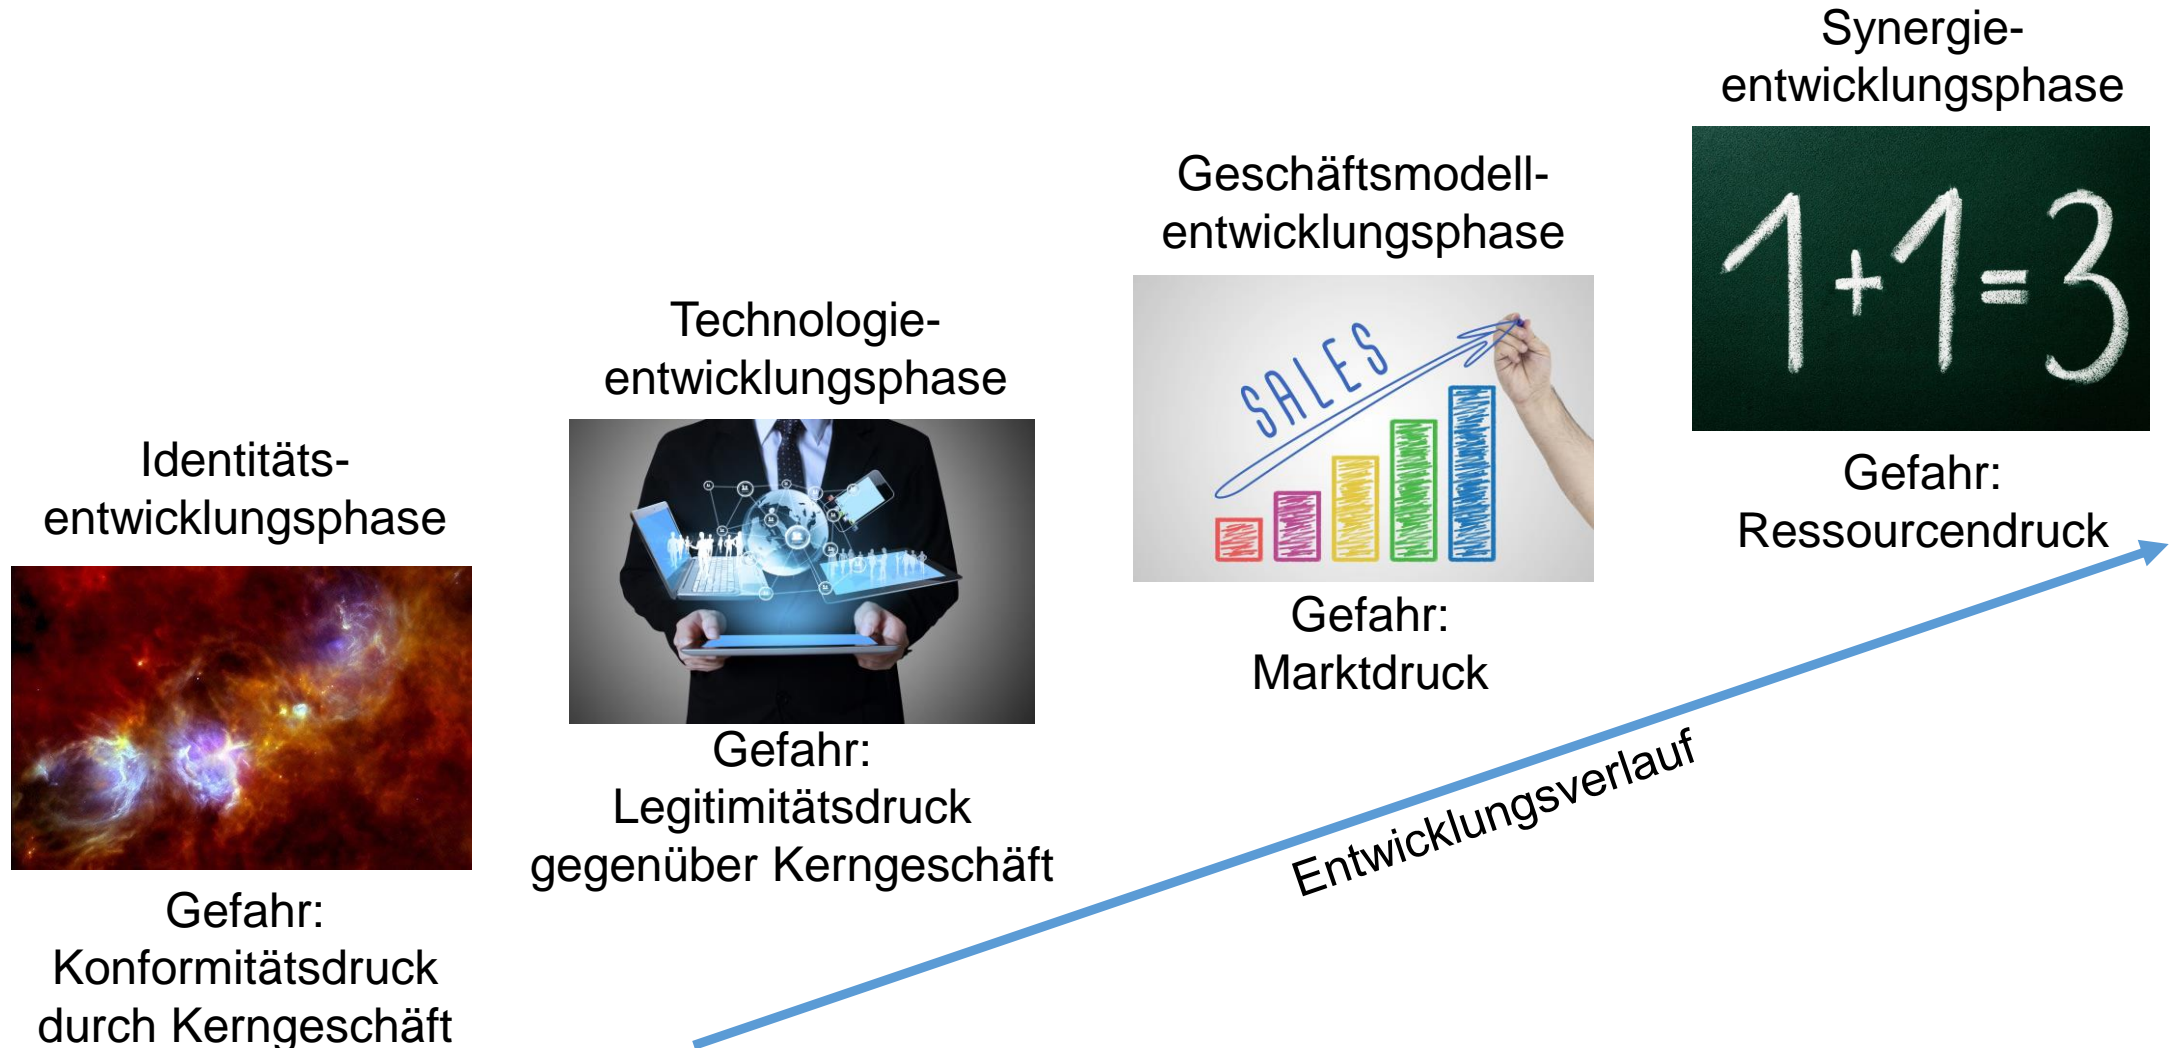 Identitäts-
entwicklungsphase
Gefahr:
Konformitätsdruck
durch Kerngeschäft
Technologie-
entwicklungsphase
Gefahr:
Legitimitätsdruck
gegenüber Kerngeschäft
Geschäftsmodell-
entwicklungsphase
SALES
Gefahr:
Marktdruck
Synergie-
entwicklungsphase
1+1=3
Gefahr:
Ressourcendruck
Entwicklungsverlauf